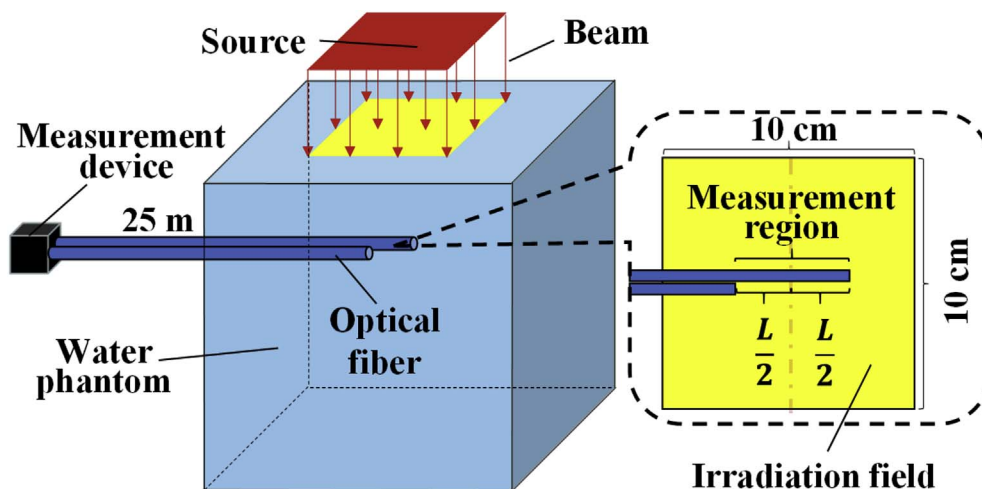 Source
Beam
Measurement
device
25 m
Optical
fiber
Water
phantom
10 cm
Measurement
region
10 cm
L
2
L
2
Irradiation field